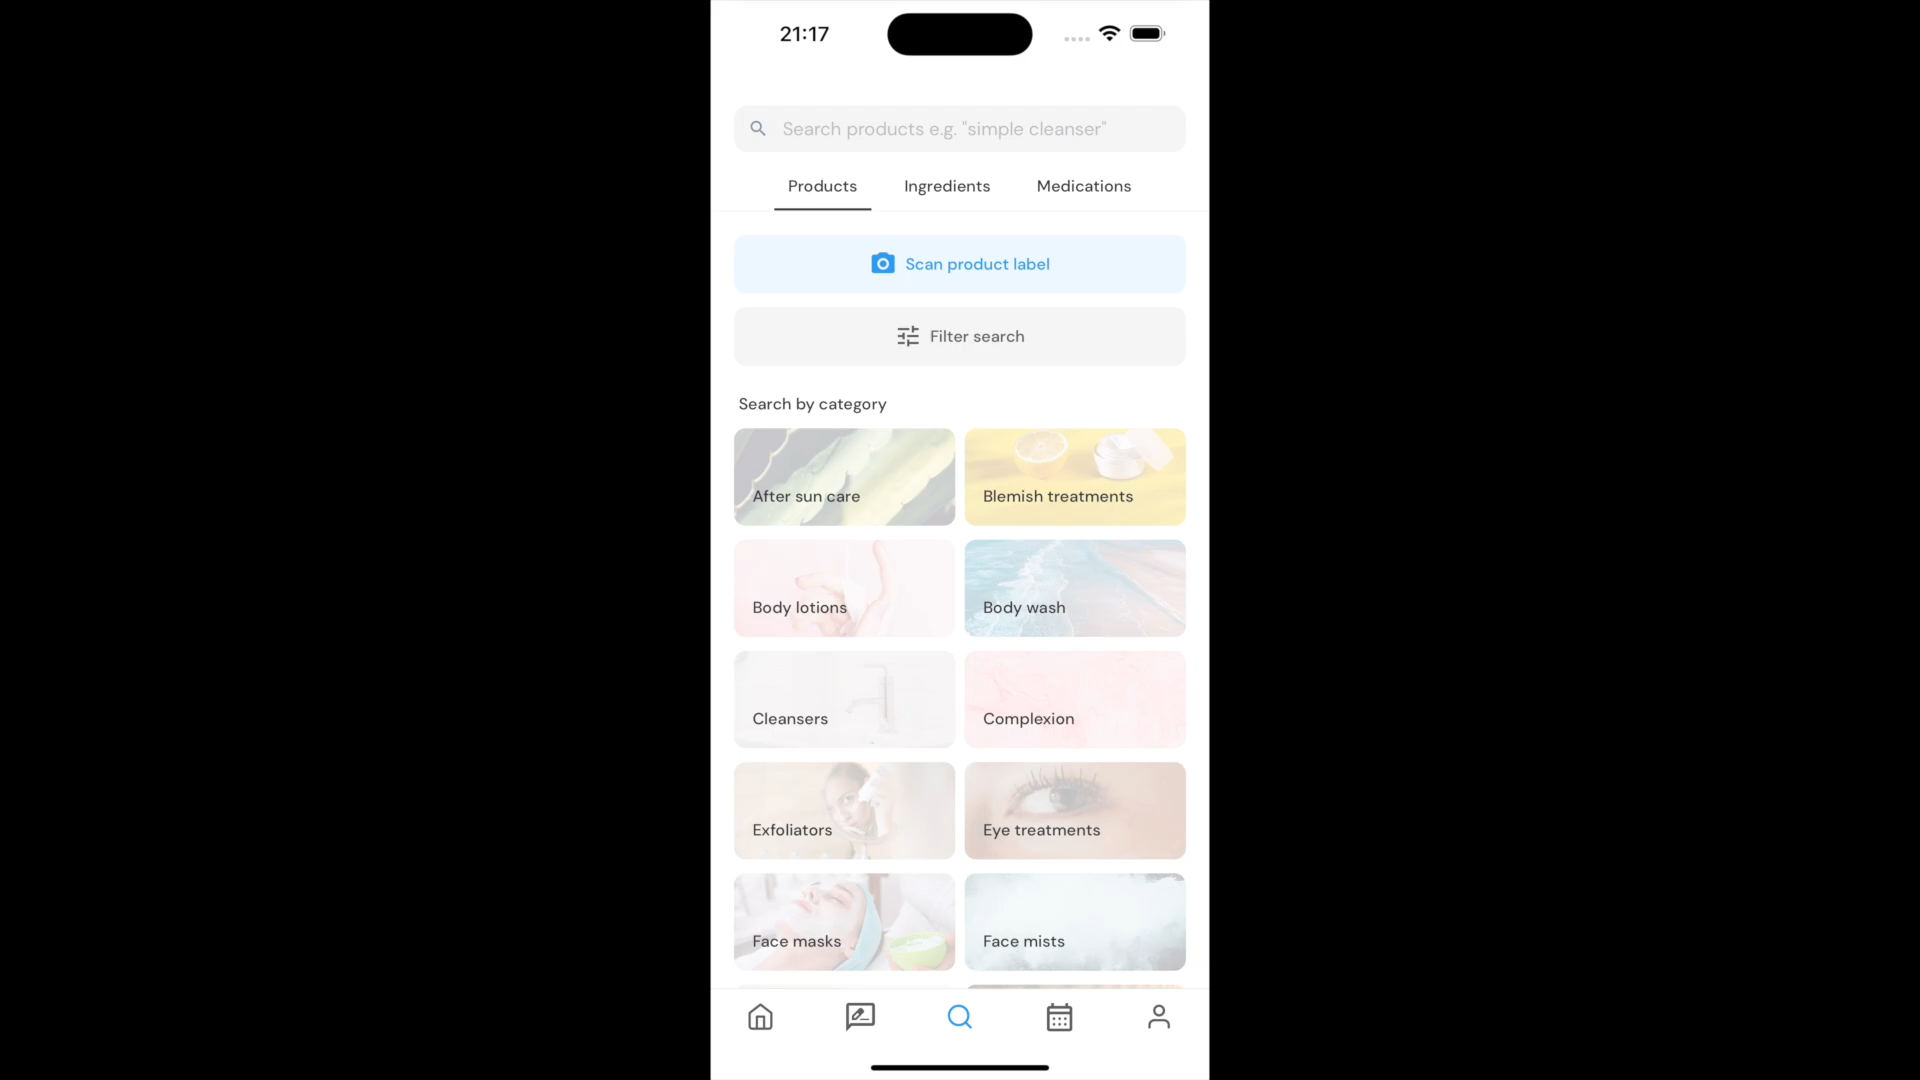 21:17
Search products e.g. "simple cleanser"
Products Ingredients Medications
Scan product label
Filter search
Search by category
After sun care Blemish treatments
Body lotions Body wash
Cleansers Complexion
Exfoliators Eye treatments
Face masks Face mists